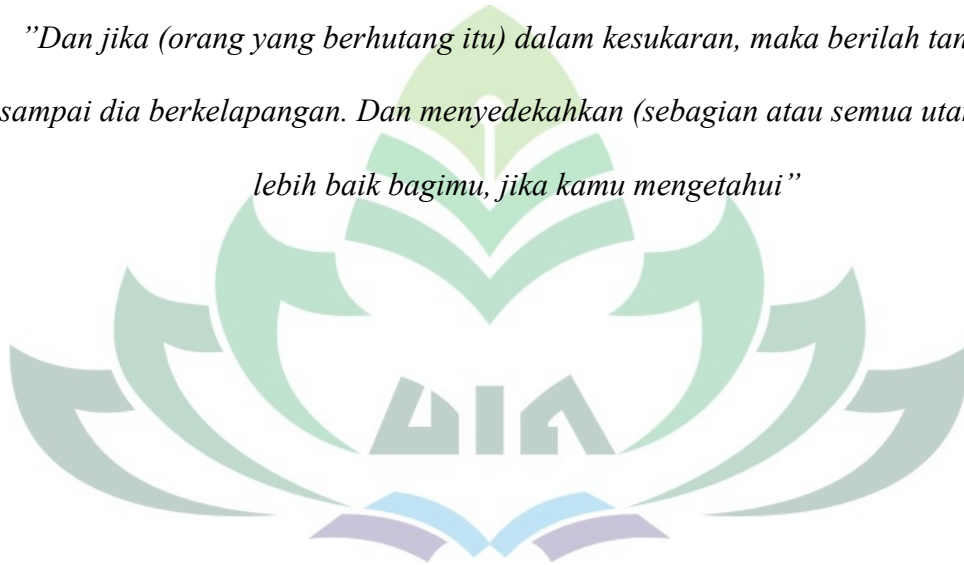 ”Dan jika (orang yang berhutang itu) dalam kesukaran, maka berilah
sampai dia berkelapangan. Dan menyedekahkan (sebagian atau semua
lebih baik bagimu, jika kamu mengetahui”
UIN